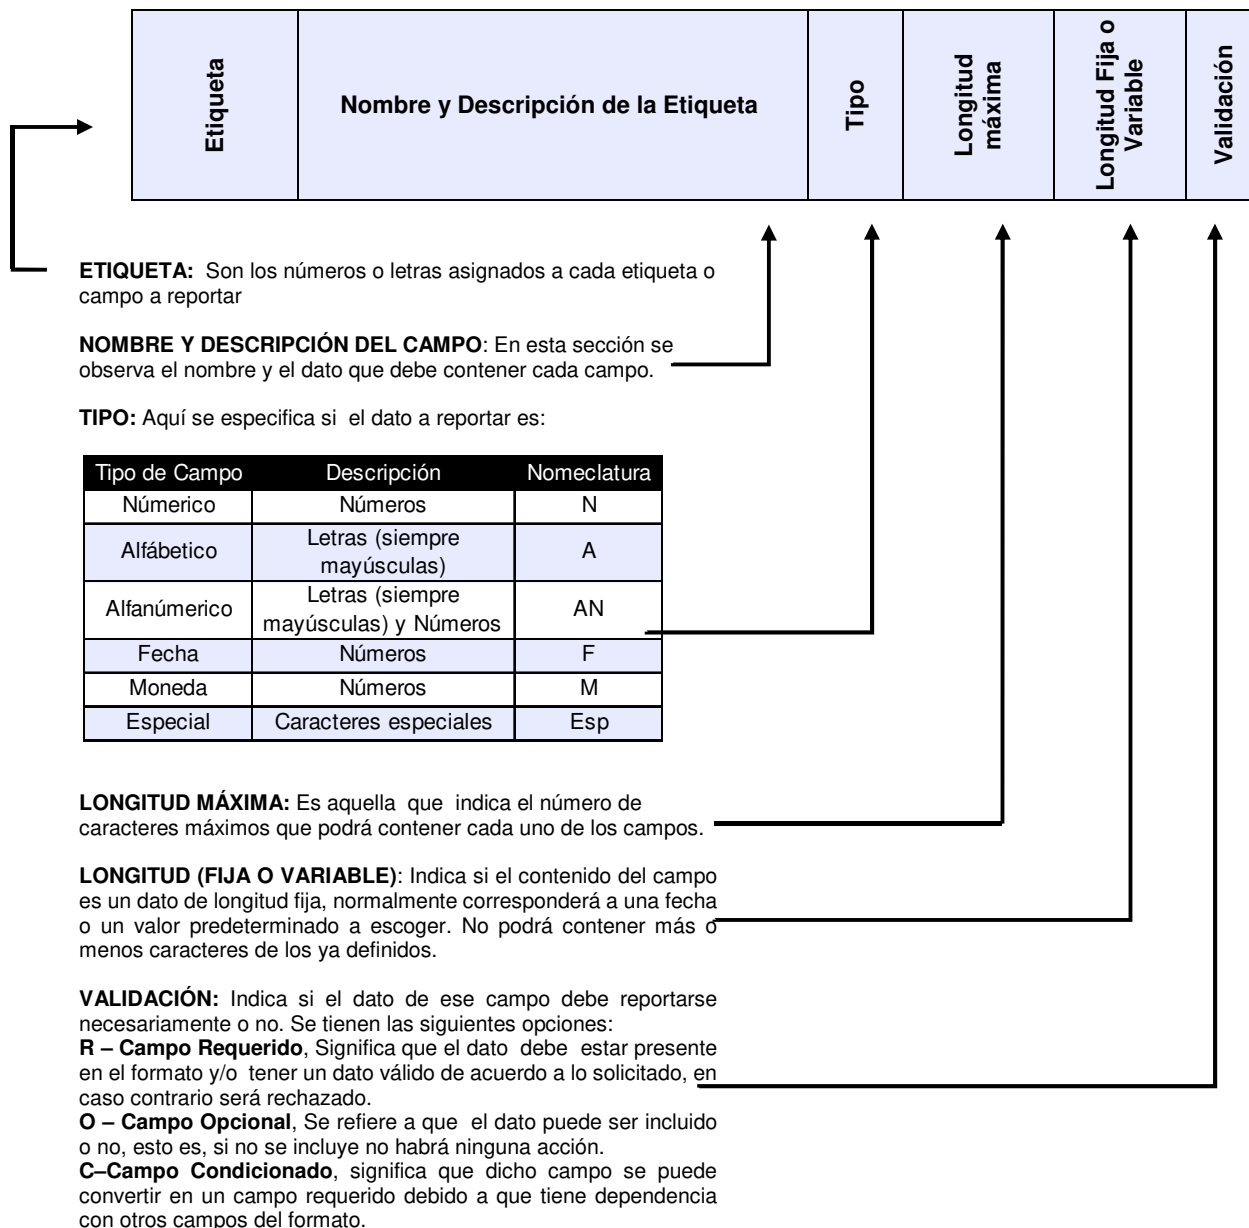 Etiqueta
Nombre y Descripción de la Etiqueta
Tipo
Longitud
máxima
Longitud Fija o
Variable
Validación
ETIQUETA: Son los números o letras asignados a cada etiqueta o
campo a reportar
NOMBRE Y DESCRIPCIÓN DEL CAMPO: En esta sección se
observa el nombre y el dato que debe contener cada campo.
TIPO: Aquí se especifica si el dato a reportar es:
Tipo de Campo Descripción Nomeclatura
Númerico Números N
Alfábetico Letras (siempre
mayúsculas) A
Alfanúmerico Letras (siempre
mayúsculas) y Números AN
Fecha Números F
Moneda Números M
Especial Caracteres especiales Esp
LONGITUD MÁXIMA: Es aquella que indica el número de
caracteres máximos que podrá contener cada uno de los campos.
LONGITUD (FIJA O VARIABLE): Indica si el contenido del campo
es un dato de longitud fija, normalmente corresponderá a una fecha
o un valor predeterminado a escoger. No podrá contener más o
menos caracteres de los ya definidos.
VALIDACIÓN: Indica si el dato de ese campo debe reportarse
necesariamente o no. Se tienen las siguientes opciones:
R – Campo Requerido, Significa que el dato debe estar presente
en el formato y/o tener un dato válido de acuerdo a lo solicitado, en
caso contrario será rechazado.
O – Campo Opcional, Se refiere a que el dato puede ser incluido
o no, esto es, si no se incluye no habrá ninguna acción.
C–Campo Condicionado, significa que dicho campo se puede
convertir en un campo requerido debido a que tiene dependencia
con otros campos del formato.